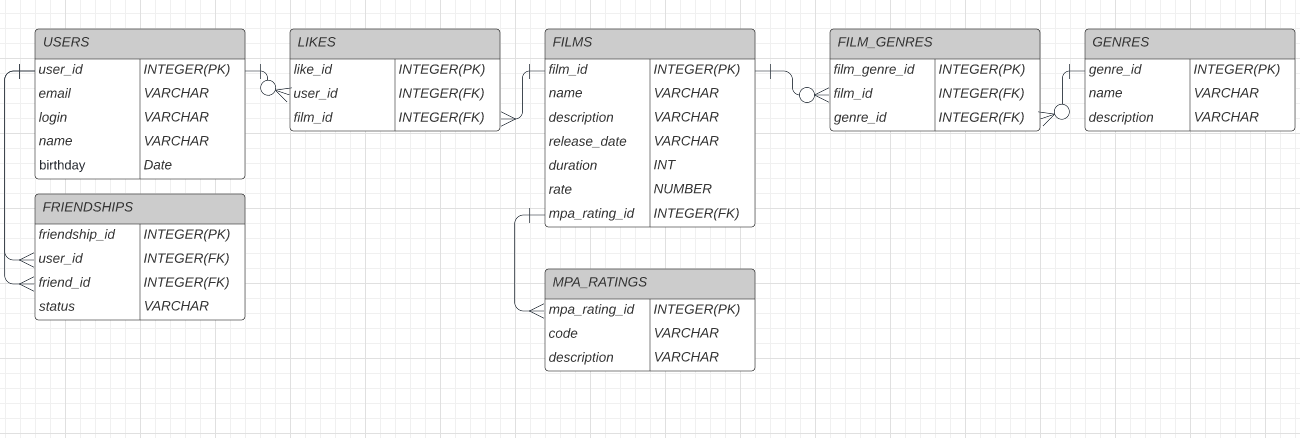 USERS
user_id INTEGER(PK)
email VARCHAR
login VARCHAR
name VARCHAR
birthday Date
FRIENDSHIPS
friendship_id INTEGER(PK)
user_id INTEGER(FK)
friend_id INTEGER(FK)
status VARCHAR
LIKES
like_id INTEGER(PK)
user_id INTEGER(FK)
film_id INTEGER(FK)
FILMS
film_id INTEGER(PK)
name VARCHAR
description VARCHAR
release_date VARCHAR
duration INT
rate NUMBER
mpa_rating_id INTEGER(FK)
MPA_RATINGS
mpa_rating_id INTEGER(PK)
code VARCHAR
description VARCHAR
FILM_GENRES
film_genre_id INTEGER(PK)
film_id INTEGER(FK)
genre_id INTEGER(FK)
GENRES
genre_id INTEGER(PK)
name VARCHAR
description VARCHAR